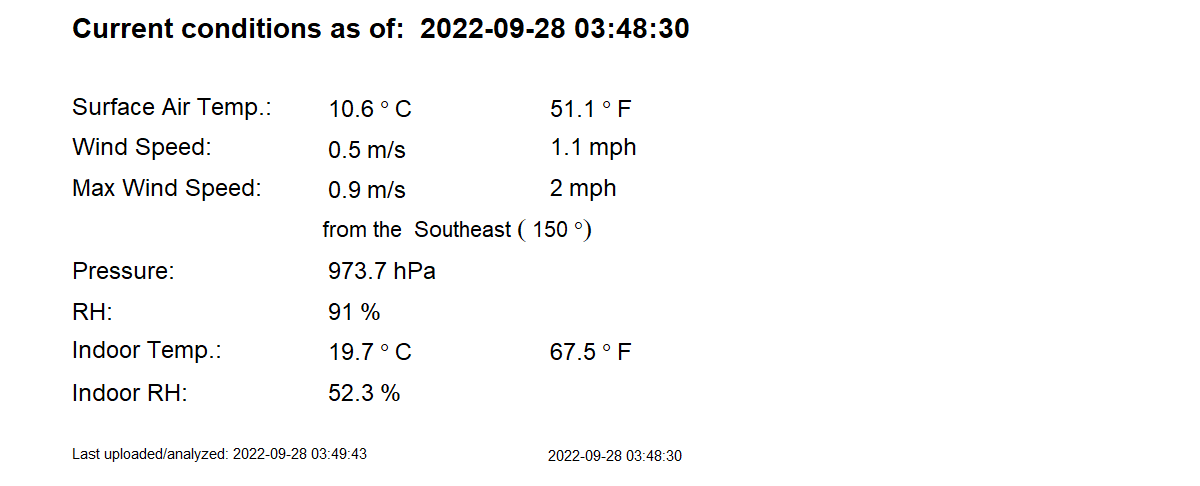 Current conditions as of: 2022-09-28 03:48:30
Surface Air Temp.: 10.6 ° C 51.1 ° F
Wind Speed: 0.5 m/s 1.1 mph
Max Wind Speed: 0.9 m/s 2 mph
from the Southeast ( 150 °)
Pressure: 973.7 hPa
RH: 91 %
Indoor Temp.: 19.7 ° C 67.5 ° F
Indoor RH: 52.3 %
Last uploaded/analyzed: 2022-09-28 03:49:43 2022-09-28 03:48:30